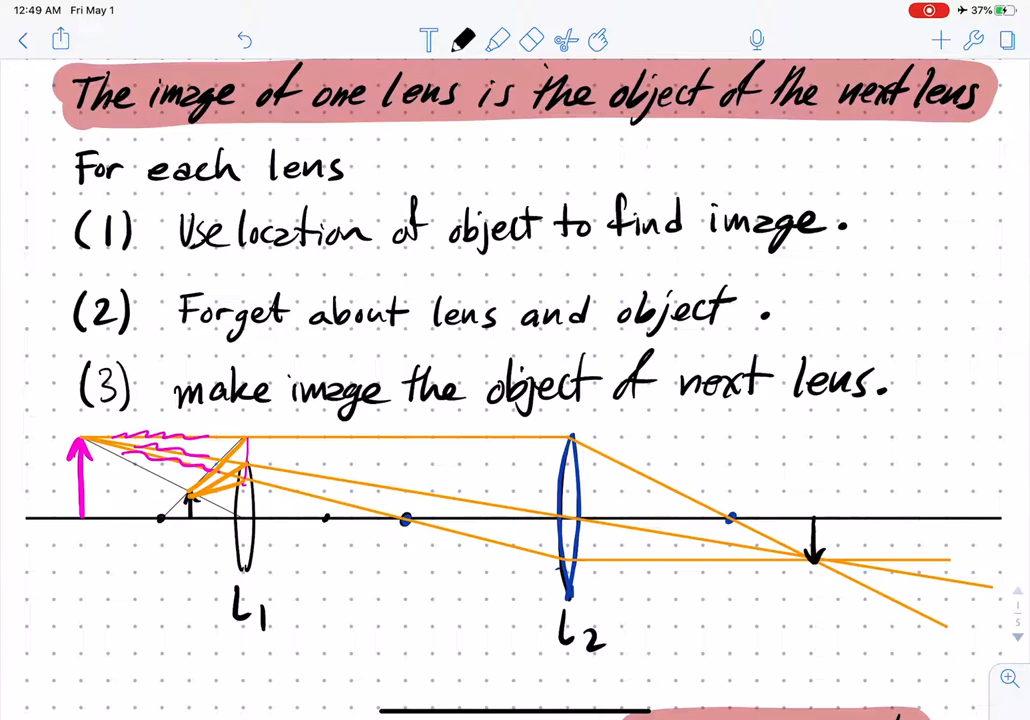 12:49 AM Fri May 1
37%
T
The image of one lens is the object of the next lens
For each lens
(1) Use location of object to find image.
(2) Forget about lens and object.
(3) make image the object of next lens.
L1
L2
1
5